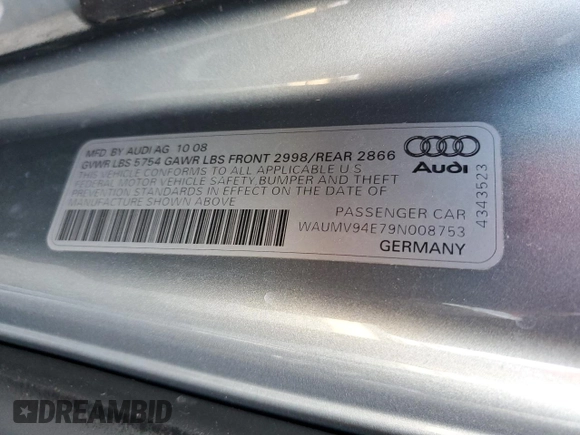 MFD. BY AUDI AG 10 08
GVWR LBS 5754 GAWR LBS FRONT 2998/REAR 2866
THIS VEHICLE CONFORMS TO ALL APPLICABLE U S
FEDERAL MOTOR VEHICLE SAFETY BUMPER AND THEFT
PREVENTION STANDARDS IN EFFECT ON THE DATE OF
MANUFACTURE SHOWN ABOVE
Audi
PASSENGER CAR
WAUMV94E79N008753
GERMANY
4343523
DREAMBID